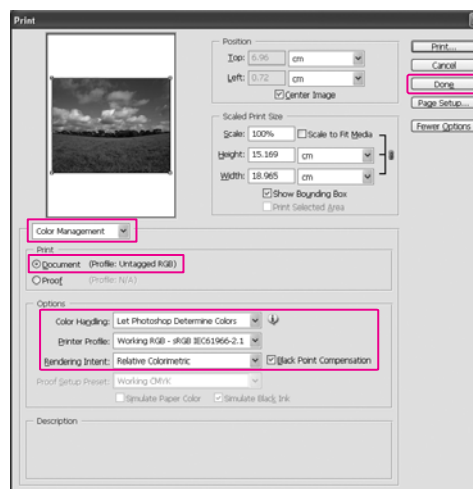 Print
Position
Top: 6.96 cm
Left: 0.72 cm
Center Image
Scaled Print Size
Scale: 100% Scale to Fit Media
Height: 15.169 cm
Width: 18.965 cm
Show Bounding Box
Print Selected Area
Print...
Cancel
Done
Page Setup...
Fewer Options
Color Management
Print
Document (Profile: Untagged RGB)
Proof (Profile: N/A)
Options
Color Handling: Let Photoshop Determine Colors
Printer Profile: Working RGB - sRGB IEC61966-2.1
Rendering Intent: Relative Colorimetric Black Point Compensation
Proof Setup Preset: Working CMYK
Simulate Paper Color Simulate Black Ink
Description